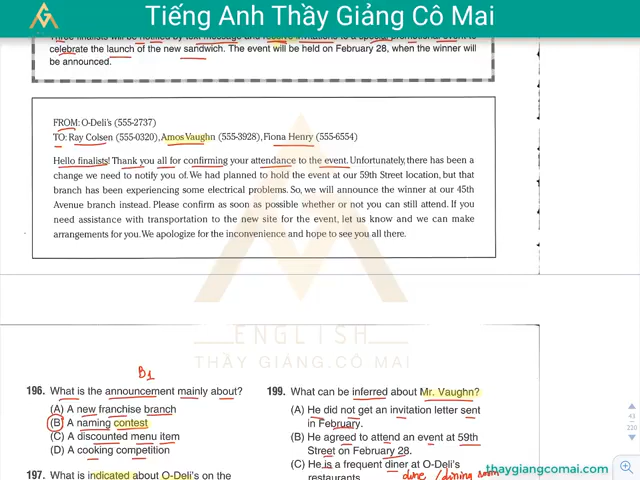 Tiếng Anh Thầy Giảng Cô Mai
Three finalists will be notified by text message and receive invitations to a special promotional event to
celebrate the launch of the new sandwich. The event will be held on February 28, when the winner will
be announced.
FROM: O-Deli's (555-2737)
TO: Ray Colsen (555-0320), Amos Vaughn (555-3928), Fiona Henry (555-6554)
Hello finalists! Thank you all for confirming your attendance to the event. Unfortunately, there has been a
change we need to notify you of. We had planned to hold the event at our 59th Street location, but that
that branch has been experiencing some electrical problems. So, we will announce the winner at our 45th
Avenue branch instead. Please confirm as soon as possible whether or not you can still attend. If you
need assistance with transportation to the new site for the event, let us know and we can make
arrangements for you. We apologize for the inconvenience and hope to see you all there.
ENGLISH
THẦY GIẢNG.CÔ MAI
B1
196. What is the announcement mainly about?
(A) A new franchise branch
(B) A naming contest
(C) A discounted menu item
(D) A cooking competition
197. What is indicated about O-Deli's on the
199. What can be inferred about Mr. Vaughn?
(A) He did not get an invitation letter sent
in February.
(B) He agreed to attend an event at 59th
Street on February 28.
(C) He is a frequent diner at O-Deli's
restaurants.
dine / dining room
43
220
thaygiangcomai.com